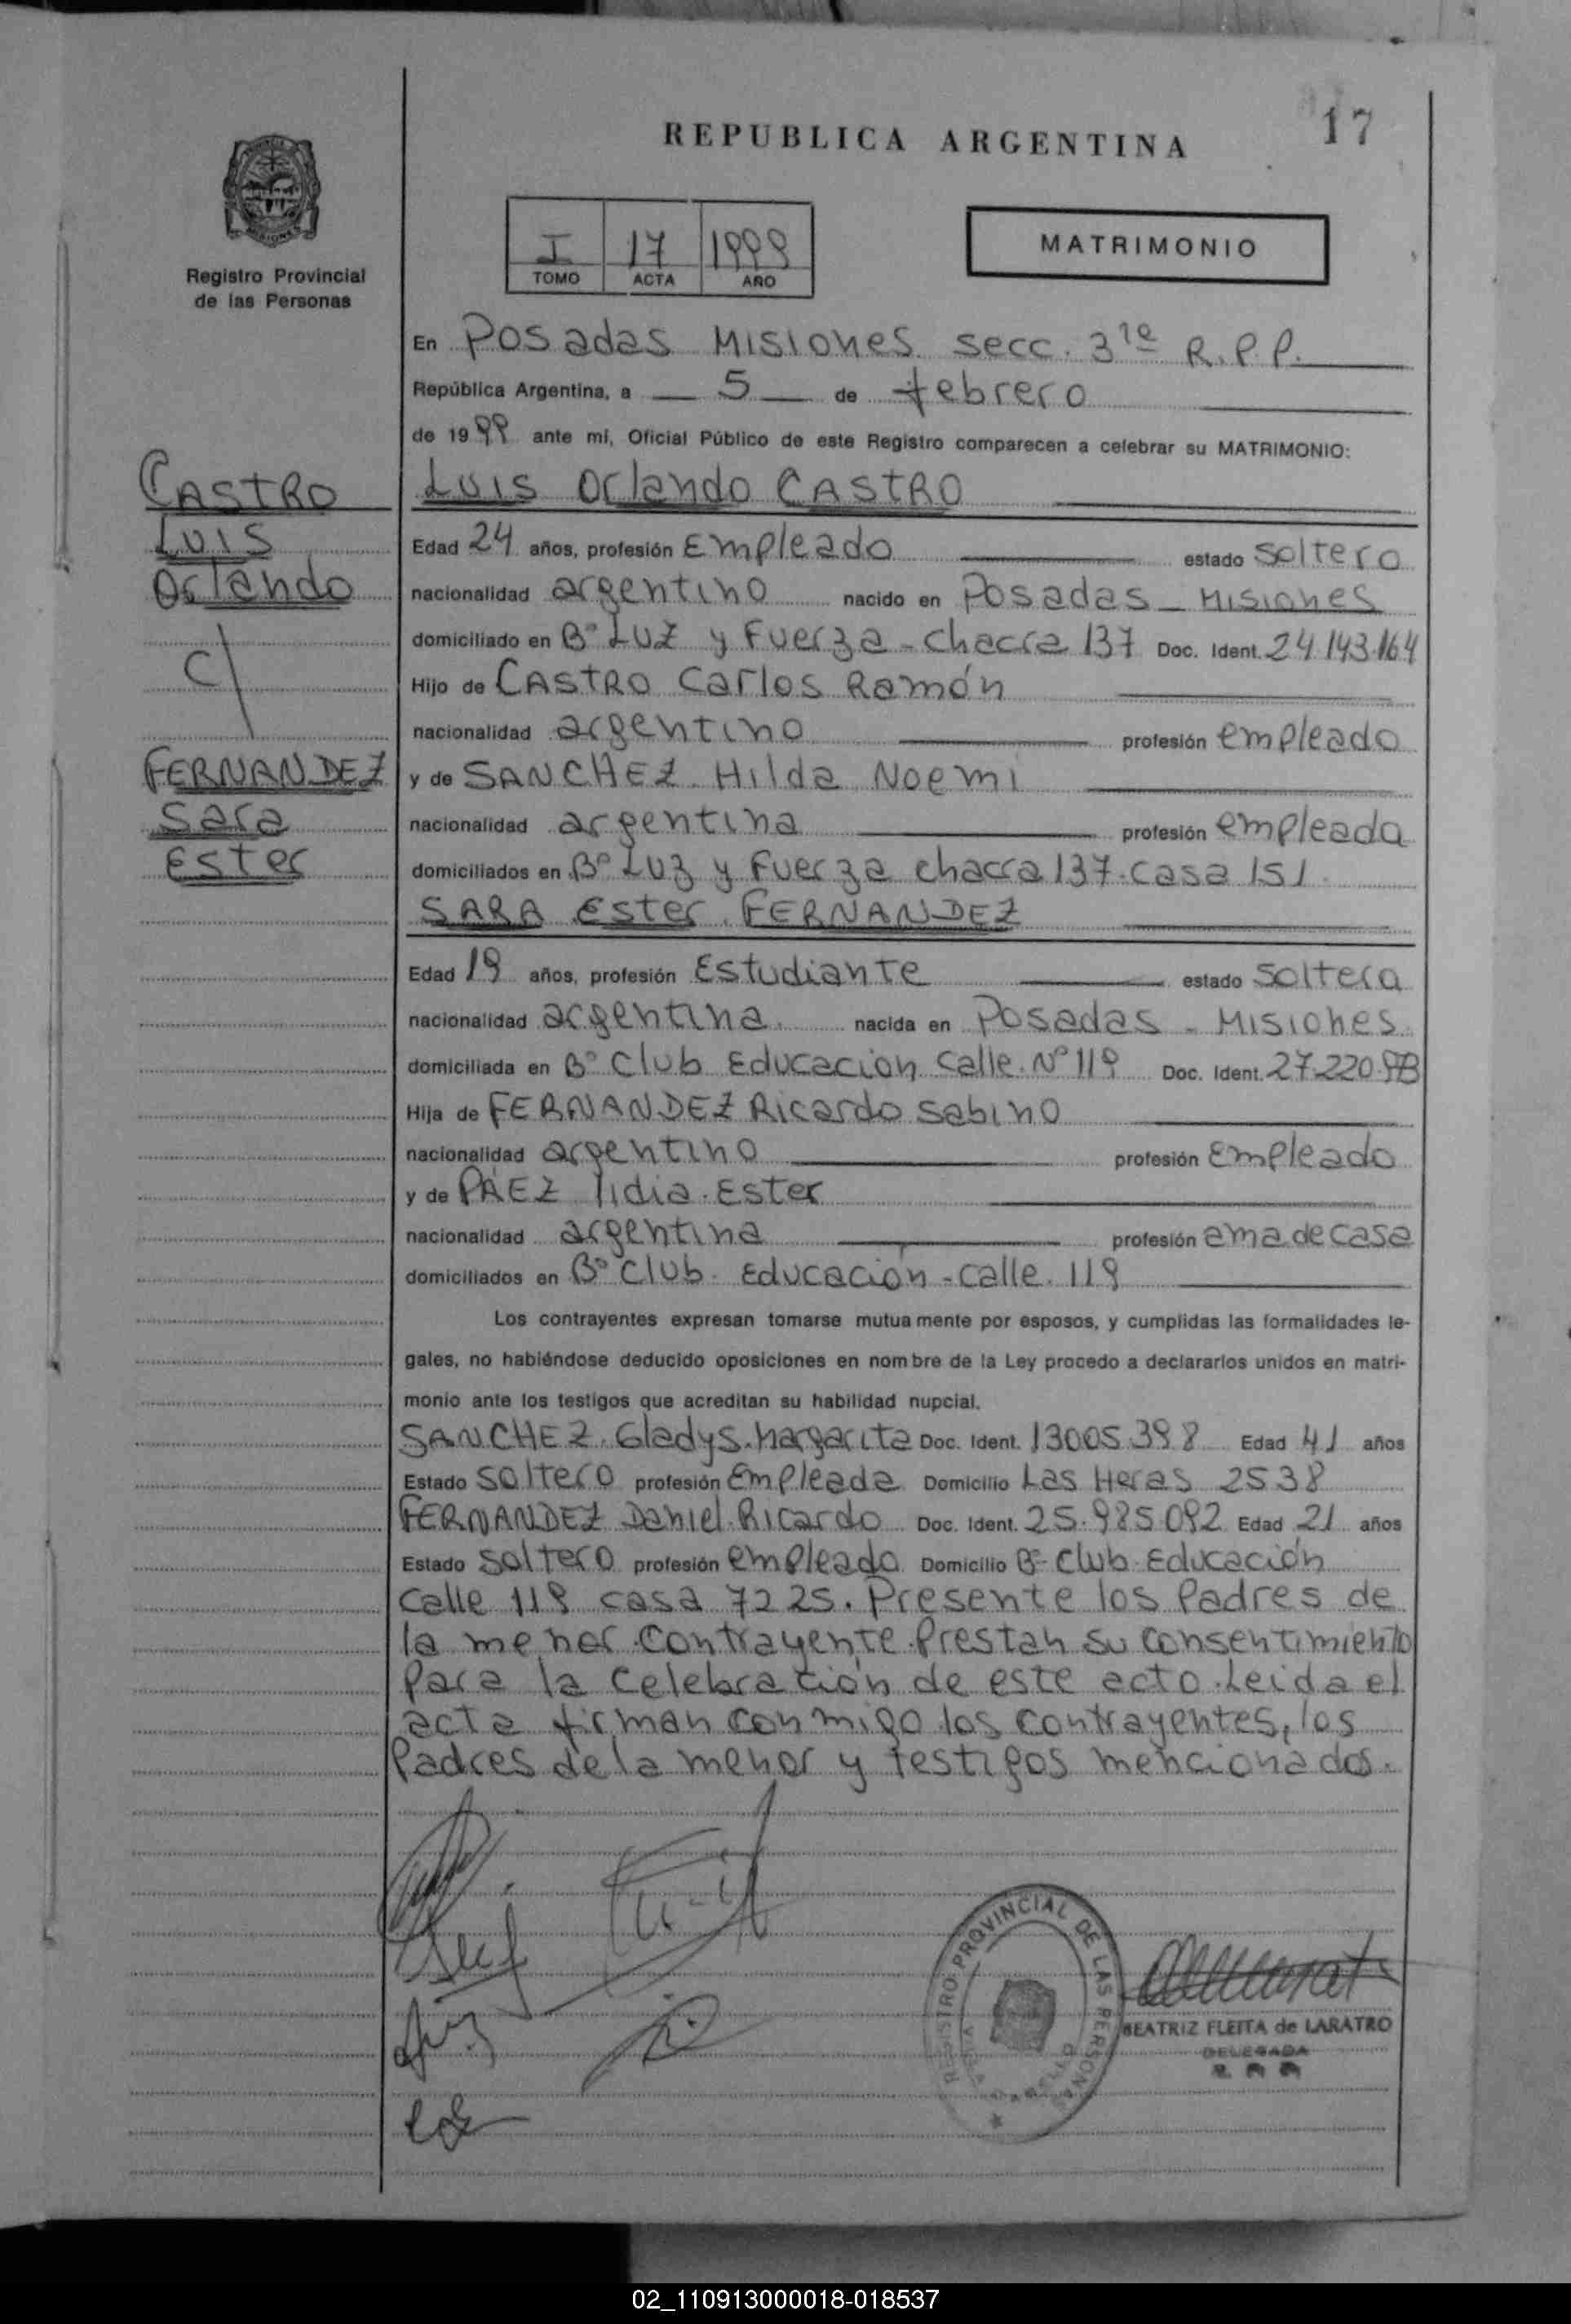 REPUBLICA ARGENTINA
17
Registro Provincial
de las Personas
I 17 1999
TOMO ACTA AÑO
MATRIMONIO
En Posadas Misiones secc. 3ra R.P.P.
República Argentina, a 5 de febrero
de 1999 ante mí, Oficial Público de este Registro comparecen a celebrar su MATRIMONIO:
CASTRO
LUIS
Orlando
c/
FERNANDEZ
Sara
Ester
LUIS Orlando CASTRO
Edad 24 años, profesión Empleado estado soltero
nacionalidad argentino nacido en Posadas - Misiones
domiciliado en Bº LUZ y Fuerza - Chacra 137 Doc. Ident. 24.143.164
Hijo de CASTRO Carlos Ramón
nacionalidad argentino profesión empleado
y de SANCHEZ Hilda Noemi
nacionalidad argentina profesión empleada
domiciliados en Bº LUZ y Fuerza chacra 137. casa 151.
SARA Ester FERNANDEZ
Edad 19 años, profesión Estudiante estado soltera
nacionalidad argentina nacida en Posadas - Misiones
domiciliada en Bº Club Educacion calle Nº 119 Doc. Ident. 27.220.
Hija de FERNANDEZ Ricardo Sabino
nacionalidad argentino profesión Empleado
y de PAEZ lidia Ester
nacionalidad argentina profesión ama de casa
domiciliados en Bº Club Educación - calle 119
Los contrayentes expresan tomarse mutuamente por esposos, y cumplidas las formalidades le-
gales, no habiéndose deducido oposiciones en nombre de la Ley procedo a declararlos unidos en matri-
monio ante los testigos que acreditan su habilidad nupcial.
SANCHEZ Gladys Margarita Doc. Ident. 13005.398 Edad 41 años
Estado soltero profesión Empleada Domicilio Las Heras 2538
FERNANDEZ Daniel Ricardo Doc. Ident. 25.985.092 Edad 21 años
Estado soltero profesión empleado Domicilio Bº Club Educación
calle 119 casa 7225. Presente los Padres de
la menor contrayente Prestan su consentimiento
Para la celebración de este acto. Leida el
acta firman conmigo los contrayentes, los
Padres de la menor y testigos mencionados.
REGISTRO PROVINCIAL DE LAS PERSONAS
BEATRIZ FLEITA de LARATRO
DELEGADA
02_110913000018-018537